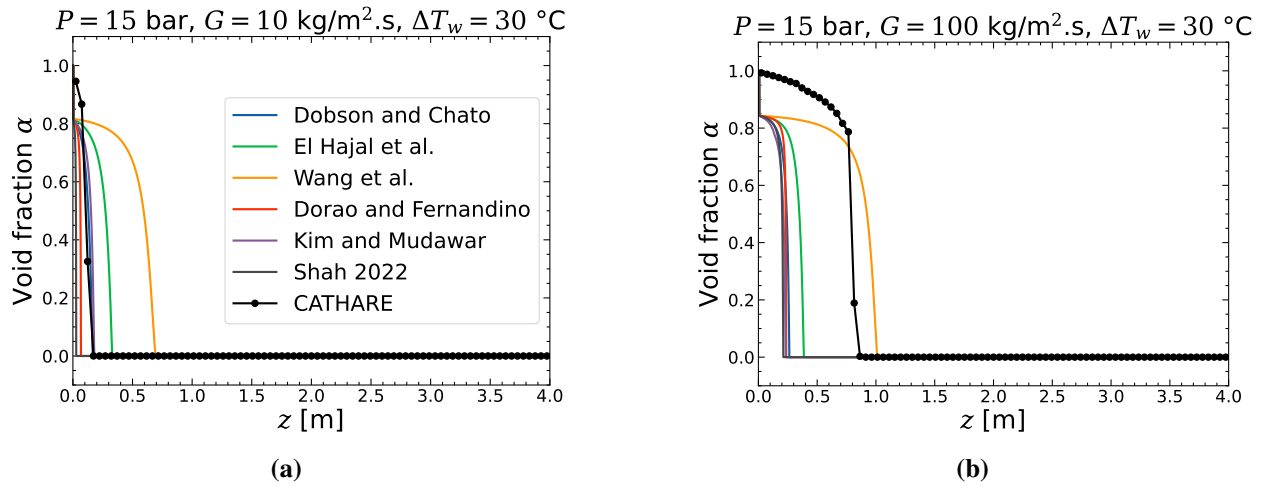 P = 15 bar, G = 10 kg/m².s, ΔT_w = 30 °C
Void fraction α
1.0
0.8
0.6
0.4
0.2
0.0
Dobson and Chato
El Hajal et al.
Wang et al.
Dorao and Fernandino
Kim and Mudawar
Shah 2022
CATHARE
0.0 0.5 1.0 1.5 2.0 2.5 3.0 3.5 4.0
z [m]
(a)
P = 15 bar, G = 100 kg/m².s, ΔT_w = 30 °C
Void fraction α
1.0
0.8
0.6
0.4
0.2
0.0
0.0 0.5 1.0 1.5 2.0 2.5 3.0 3.5 4.0
z [m]
(b)